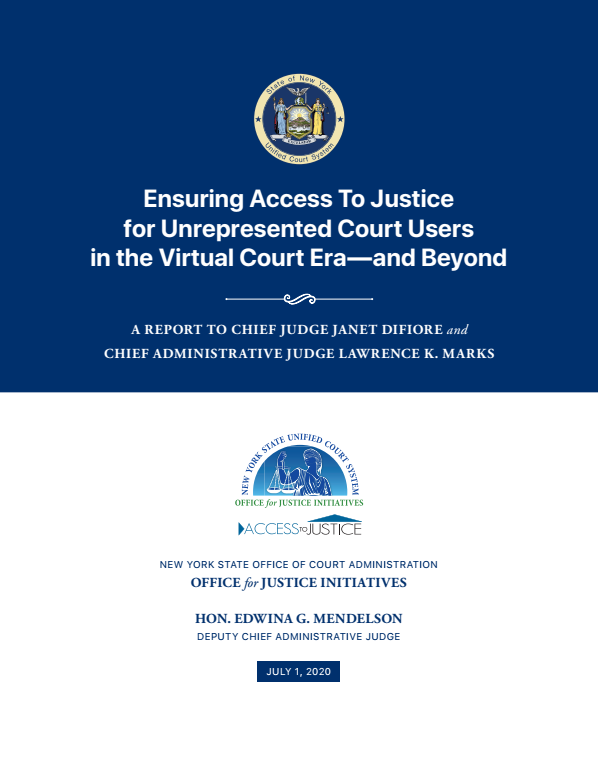 State of New York
EXCELSIOR
Unified Court System
Ensuring Access To Justice
for Unrepresented Court Users
in the Virtual Court Era—and Beyond
A REPORT TO CHIEF JUDGE JANET DIFIORE and
CHIEF ADMINISTRATIVE JUDGE LAWRENCE K. MARKS
NEW YORK STATE UNIFIED COURT SYSTEM
OFFICE for JUSTICE INITIATIVES
ACCESS TO JUSTICE
NEW YORK STATE OFFICE OF COURT ADMINISTRATION
OFFICE for JUSTICE INITIATIVES
HON. EDWINA G. MENDELSON
DEPUTY CHIEF ADMINISTRATIVE JUDGE
JULY 1, 2020